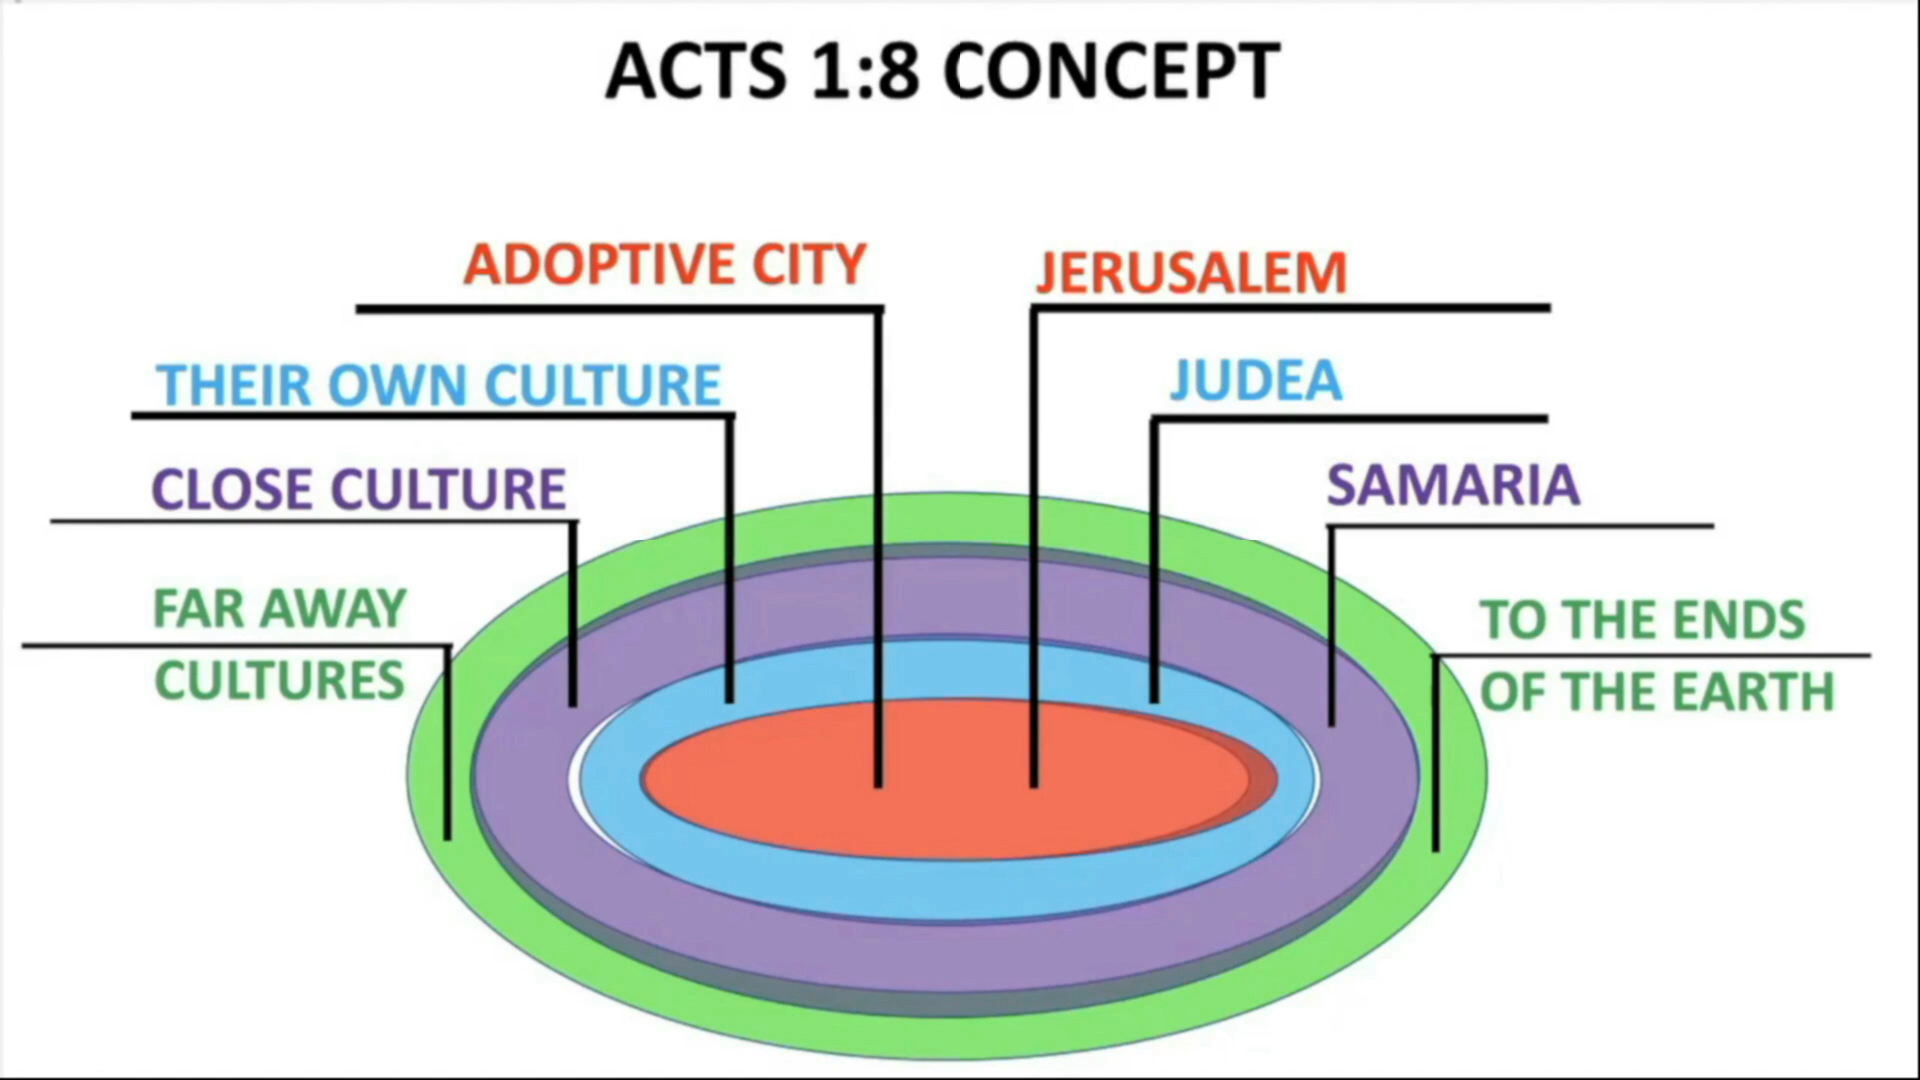 ACTS 1:8 CONCEPT
ADOPTIVE CITY
JERUSALEM
THEIR OWN CULTURE
JUDEA
CLOSE CULTURE
SAMARIA
FAR AWAY
CULTURES
TO THE ENDS
OF THE EARTH